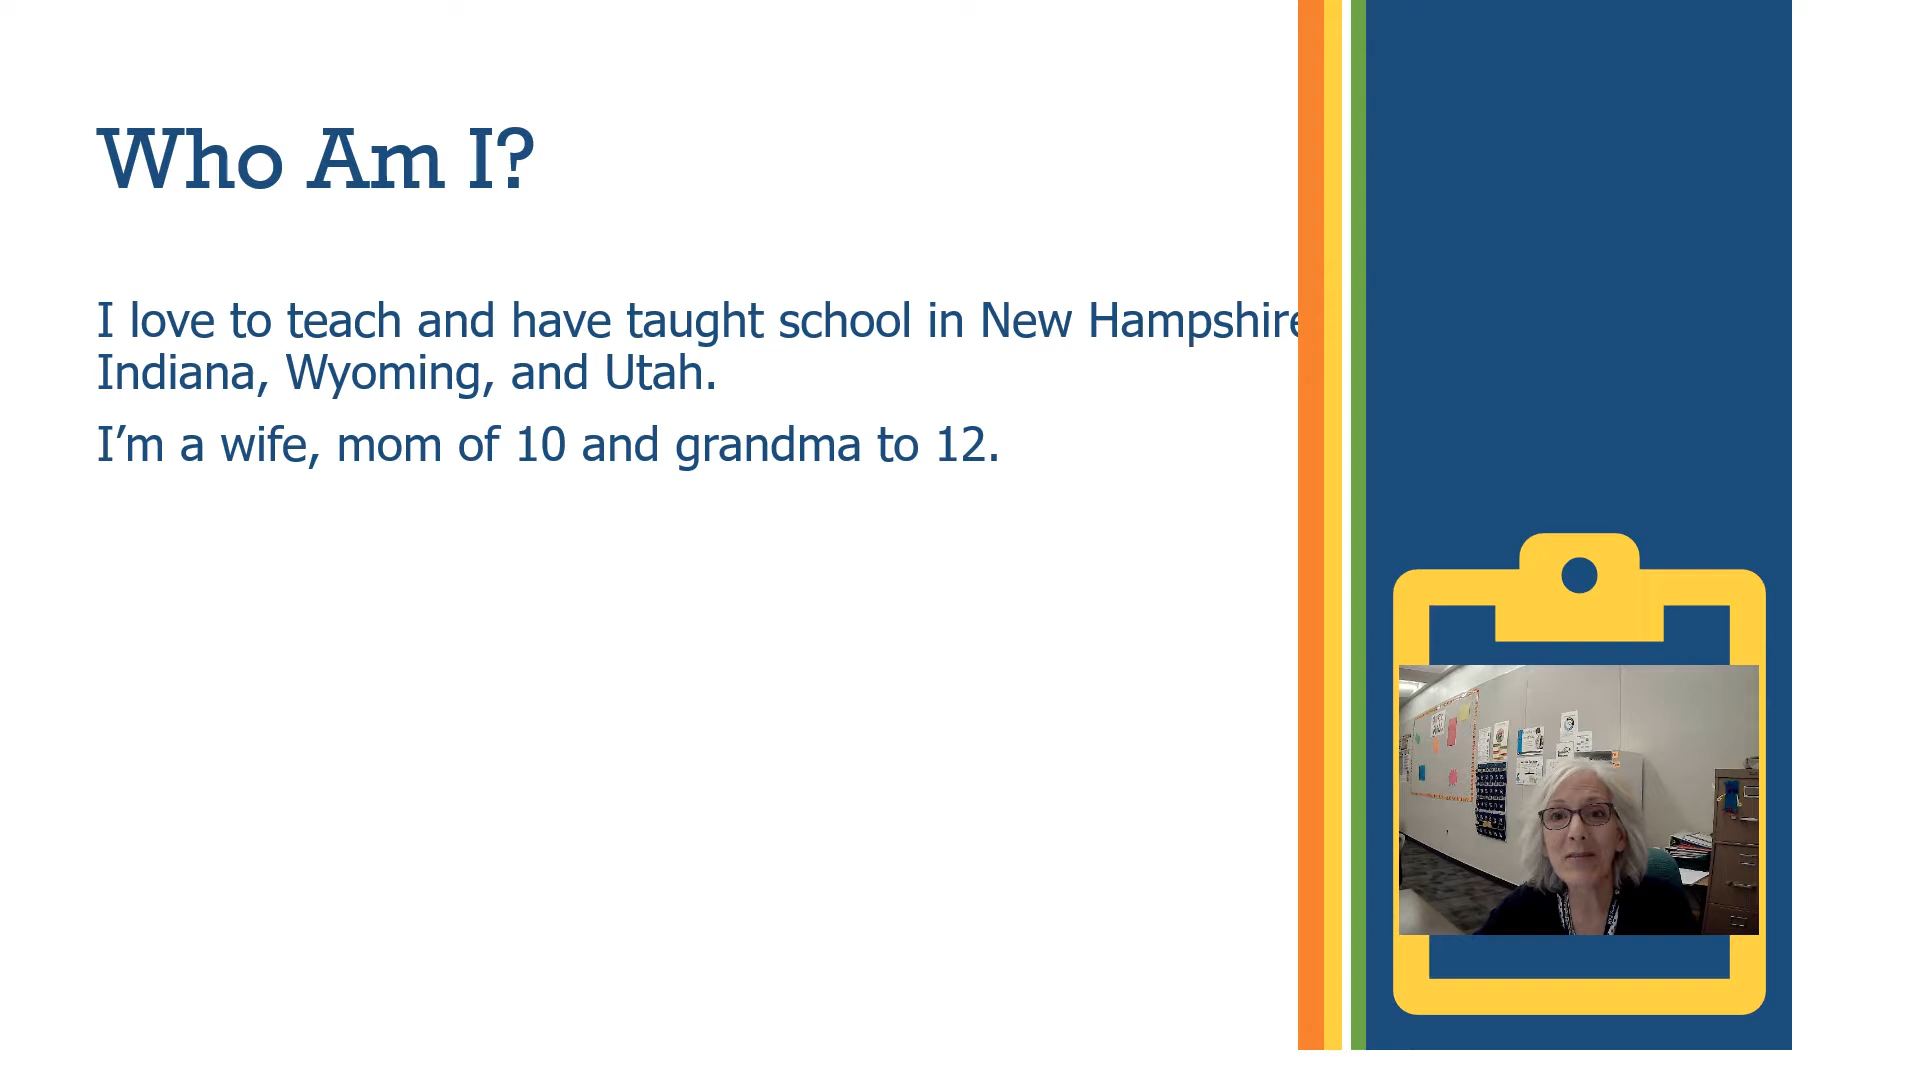 Who Am I?
I love to teach and have taught school in New Hampshire
Indiana, Wyoming, and Utah.
I’m a wife, mom of 10 and grandma to 12.